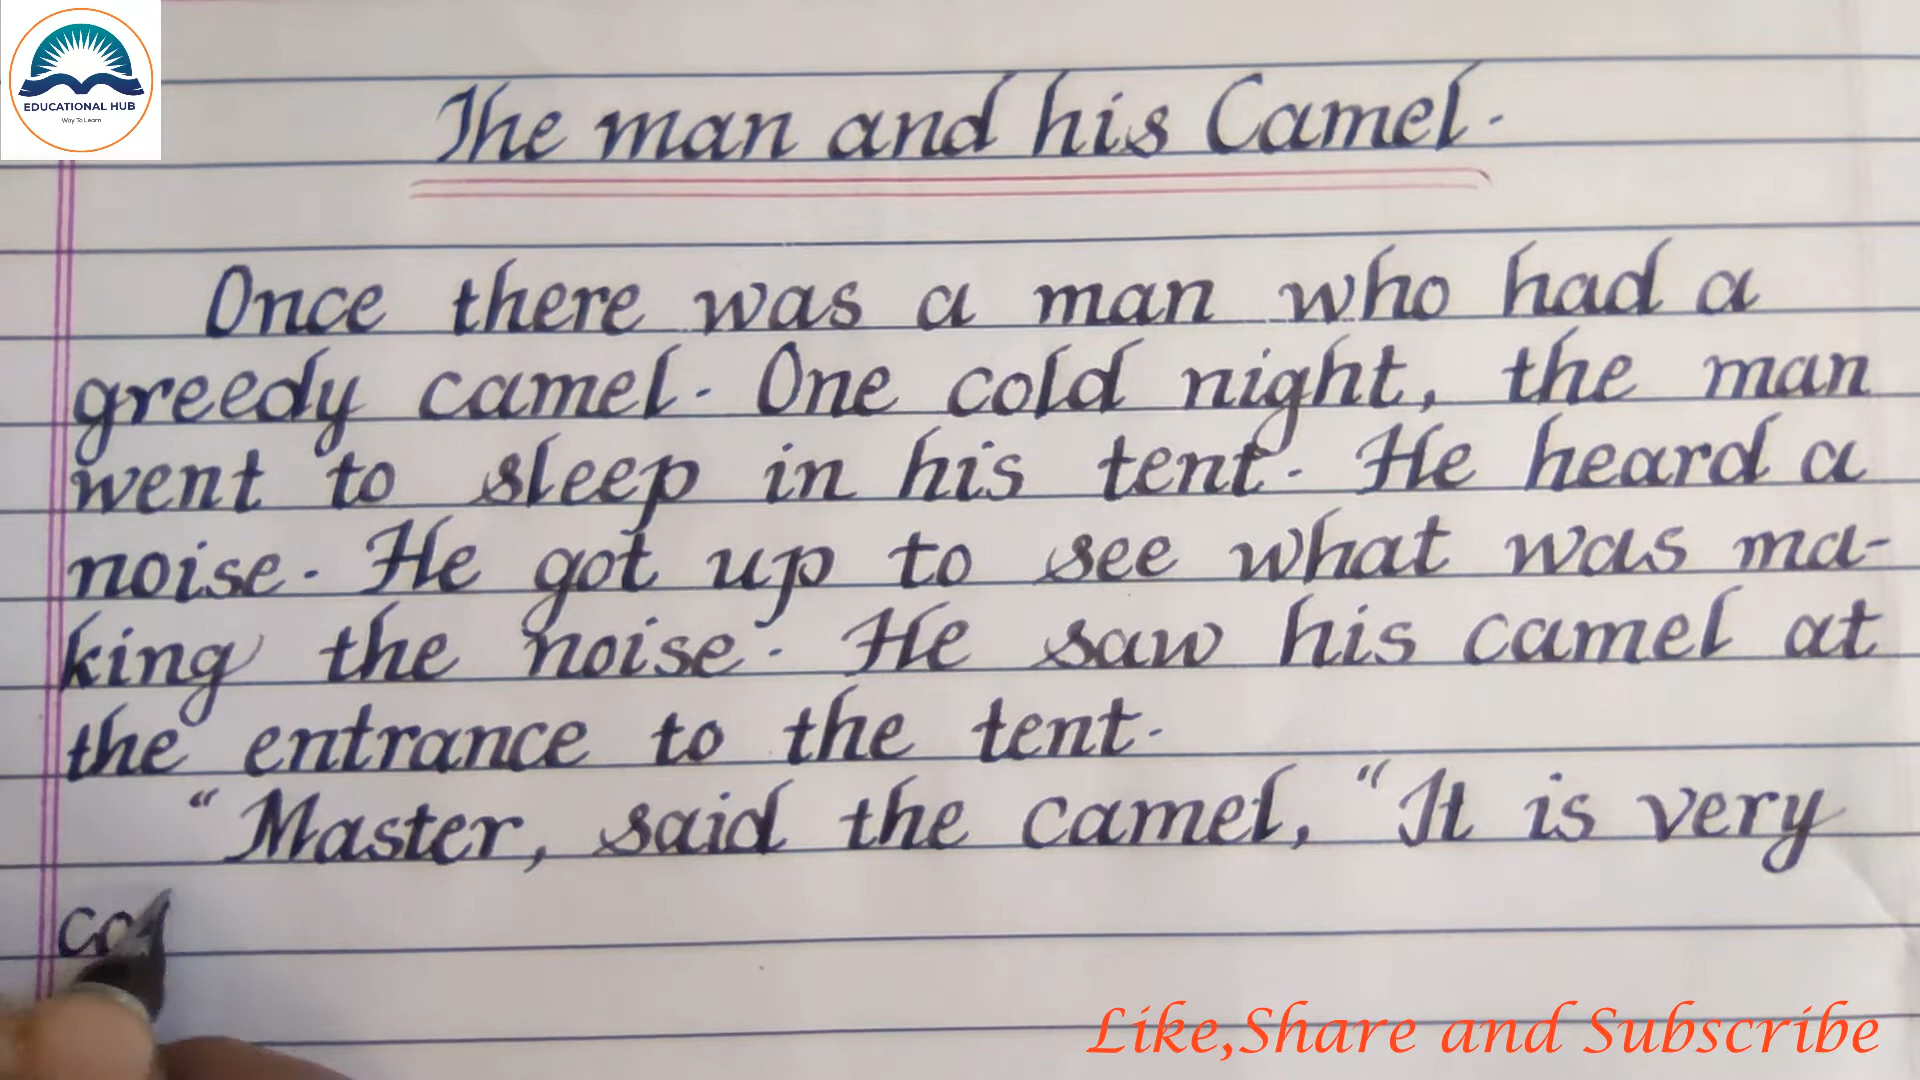 EDUCATIONAL HUB
Way To Learn
The man and his Camel.
Once there was a man who had a
greedy camel. One cold night, the man
went to sleep in his tent. He heard a
noise. He got up to see what was ma-
king the noise. He saw his camel at
the entrance to the tent.
“Master, said the camel, “It is very
Like,Share and Subscribe